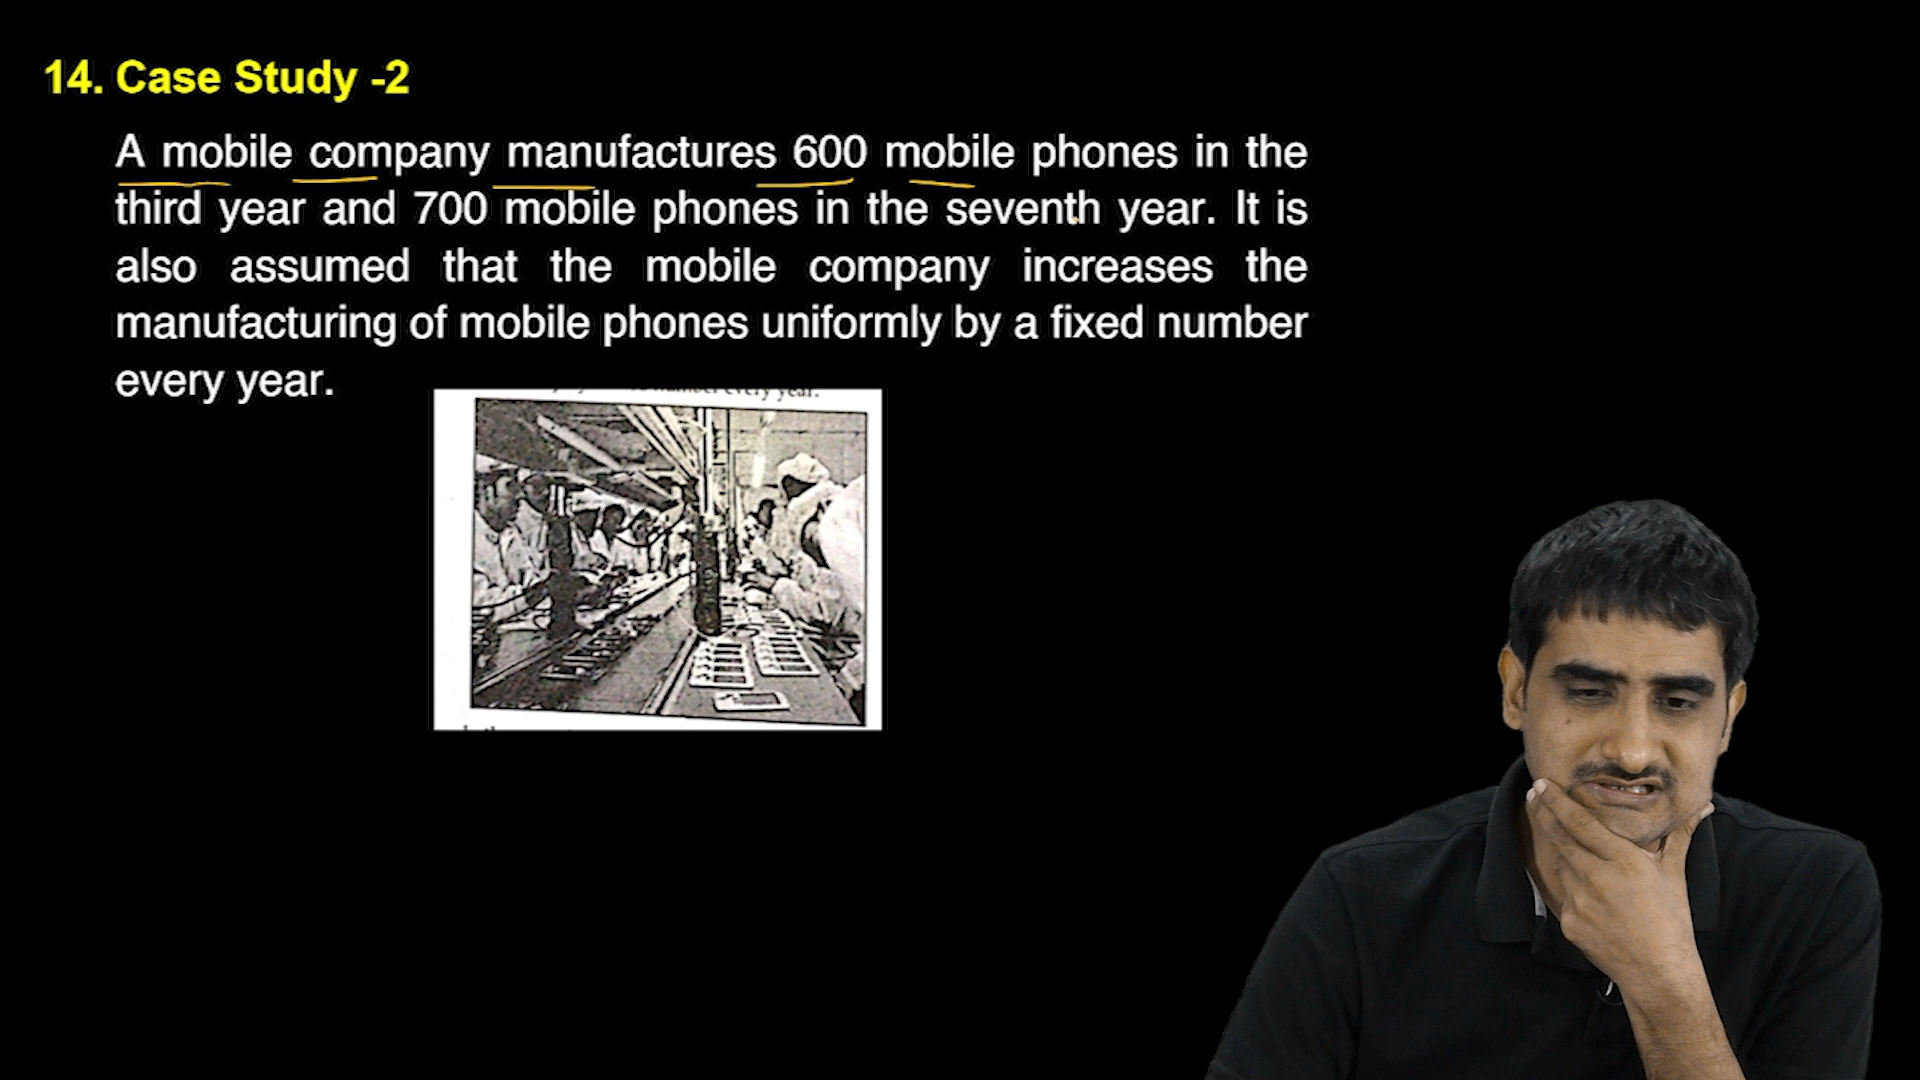 14. Case Study -2
A mobile company manufactures 600 mobile phones in the
third year and 700 mobile phones in the seventh year. It is
also assumed that the mobile company increases the
manufacturing of mobile phones uniformly by a fixed number
every year.
every year.